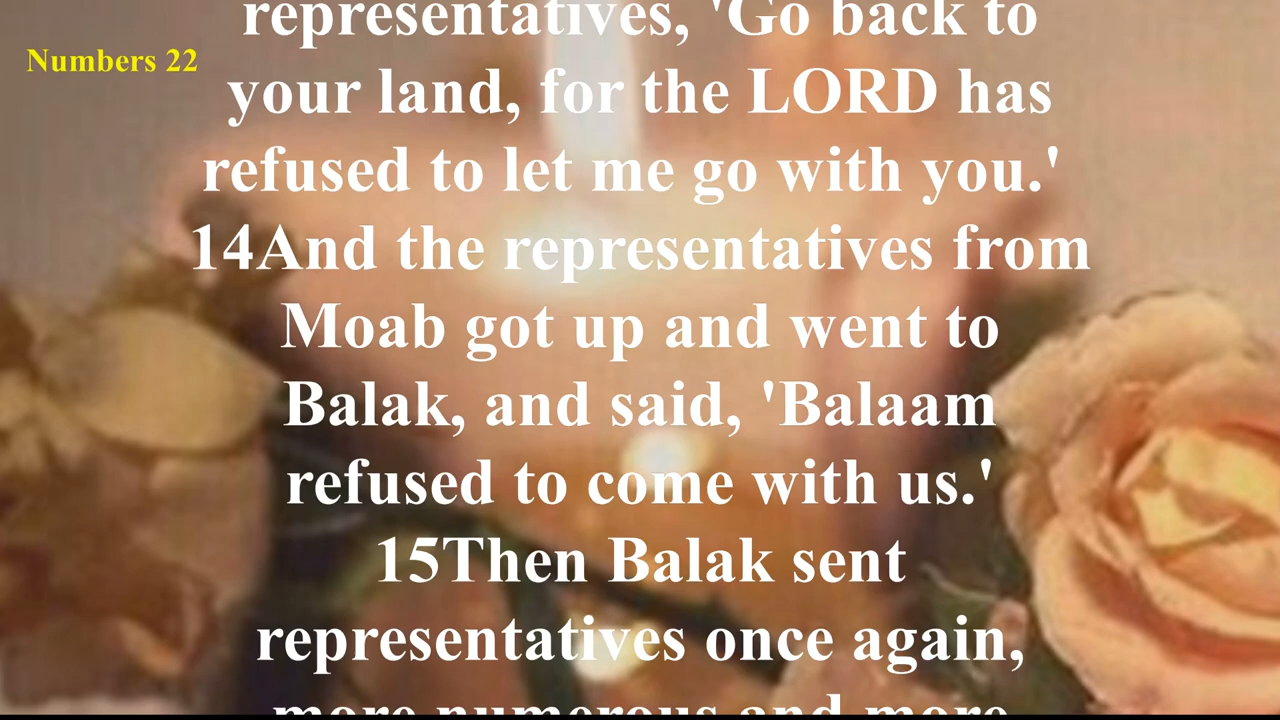 representatives, 'Go back to
Numbers 22
your land, for the LORD has
refused to let me go with you.'
14And the representatives from
Moab got up and went to
Balak, and said, 'Balaam
refused to come with us.'
15Then Balak sent
representatives once again,
more numerous and more